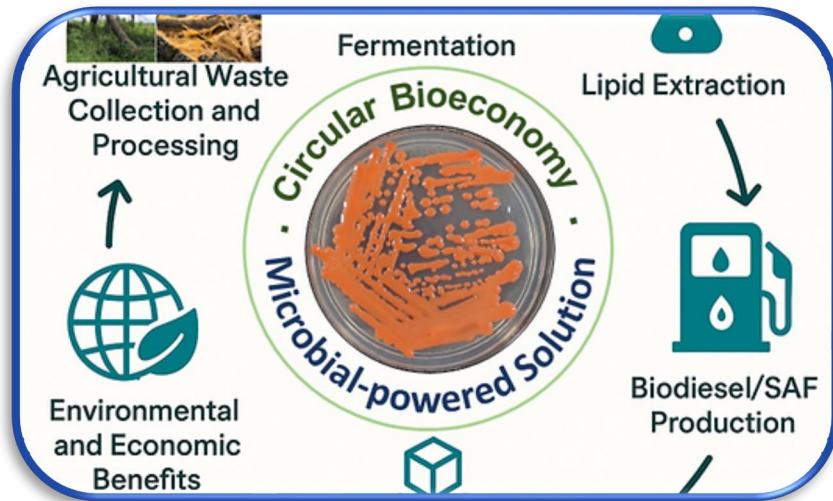 Fermentation
Agricultural Waste
Collection and
Processing
Lipid Extraction
· Circular Bioeconomy ·
Microbial-powered Solution
Environmental
and Economic
Benefits
Biodiesel/SAF
Production